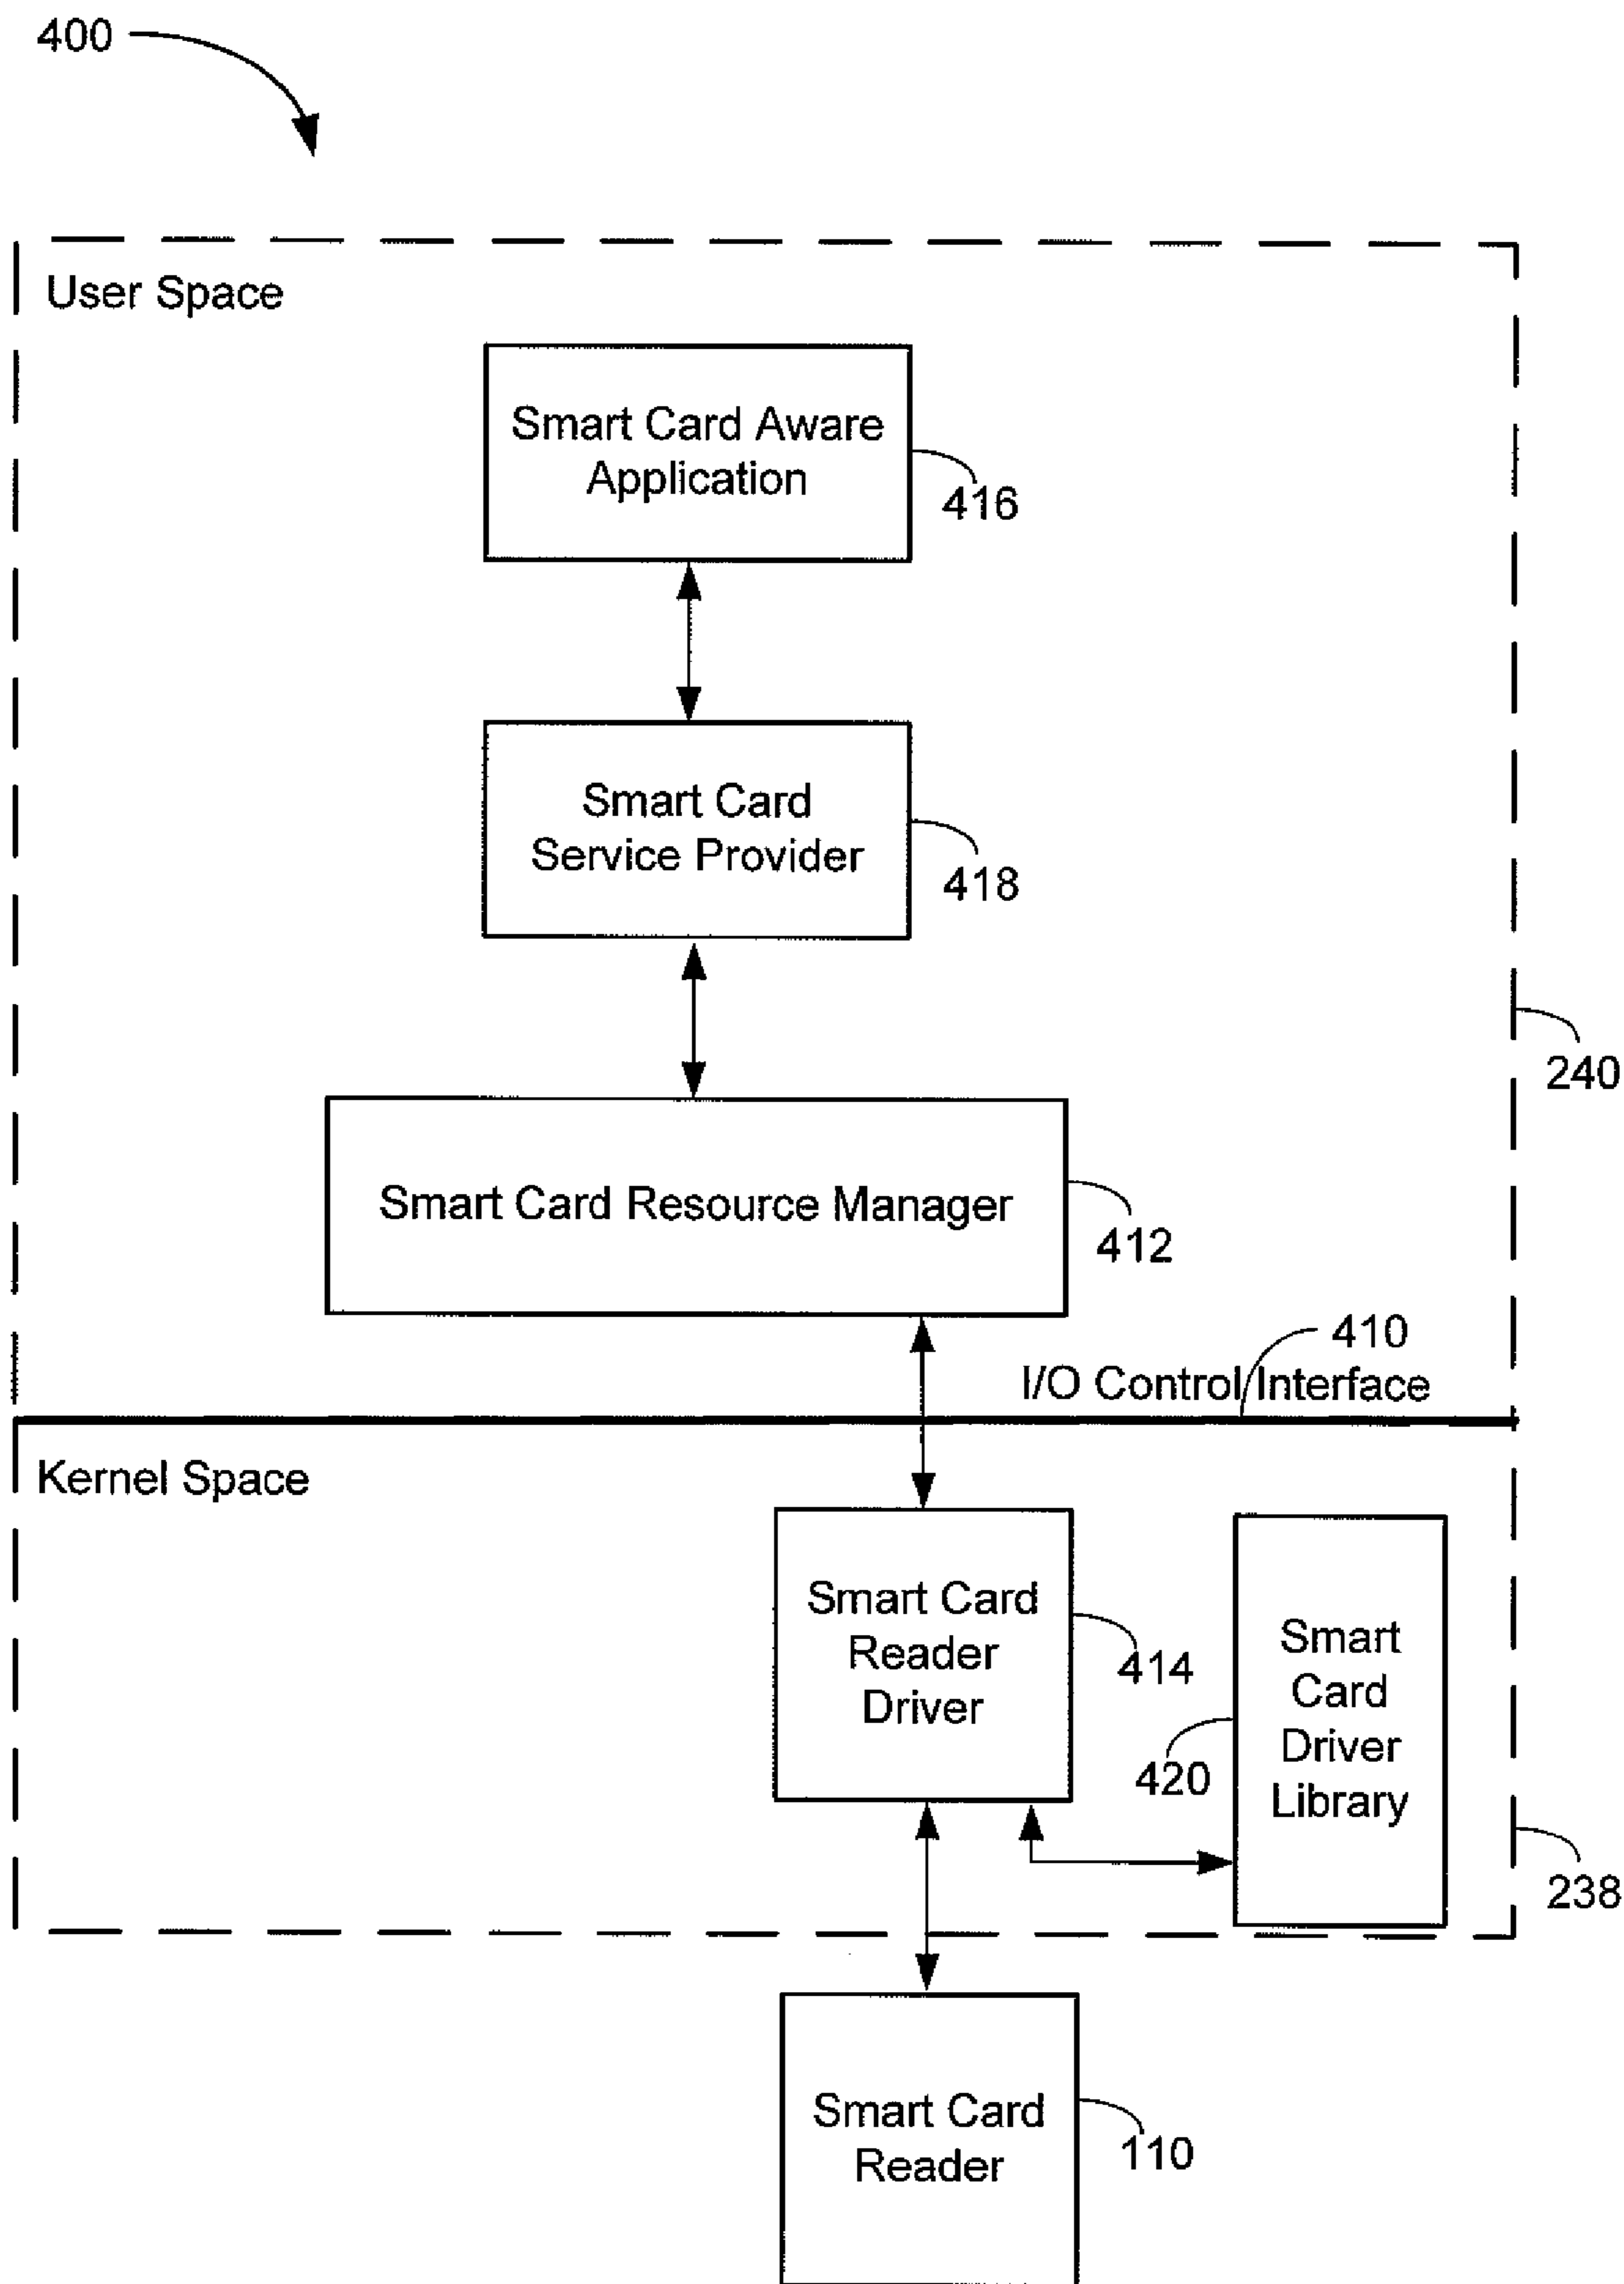 400
User Space
Smart Card Aware
Application
416
Smart Card
Service Provider
418
240
Smart Card Resource Manager
412
410
I/O Control Interface
Kernel Space
Smart Card
Reader
Driver
414
Smart
Card
Driver
Library
420
238
Smart Card
Reader
110